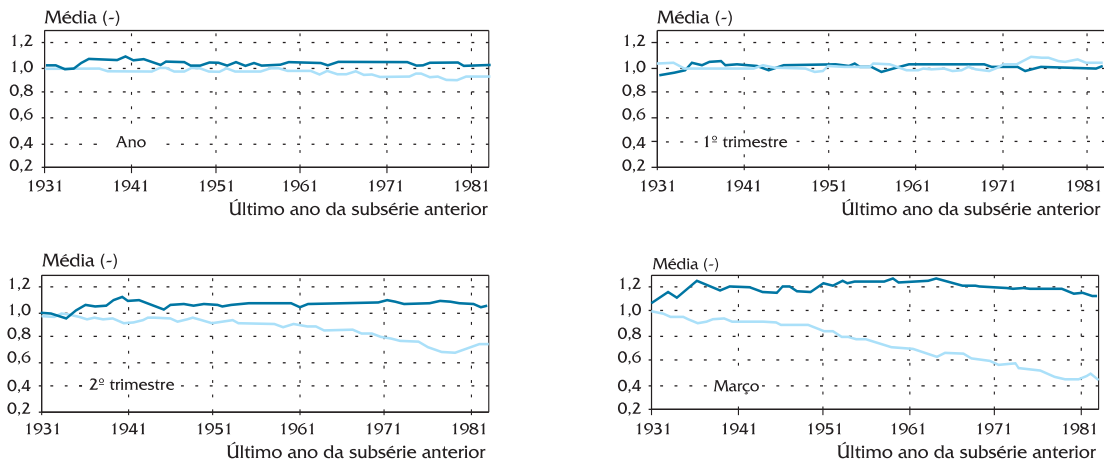 Média (-)
1,2
1,0
0,8
0,6
0,4
0,2
Ano
1931 1941 1951 1961 1971 1981
Último ano da subsérie anterior
Média (-)
1,2
1,0
0,8
0,6
0,4
0,2
1º trimestre
1931 1941 1951 1961 1971 1981
Último ano da subsérie anterior
Média (-)
1,2
1,0
0,8
0,6
0,4
0,2
2º trimestre
1931 1941 1951 1961 1971 1981
Último ano da subsérie anterior
Média (-)
1,2
1,0
0,8
0,6
0,4
0,2
Março
1931 1941 1951 1961 1971 1981
Último ano da subsérie anterior